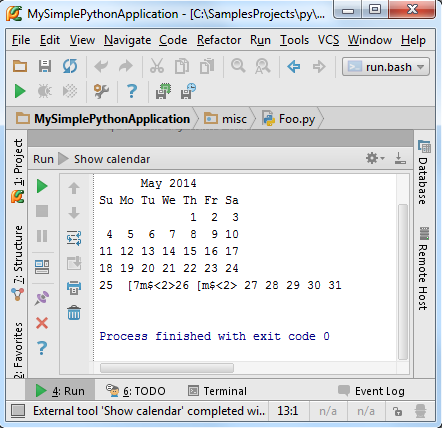 MySimplePythonApplication - [C:\SamplesProjects\py\...
File Edit View Navigate Code Refactor Run Tools VCS Window Help
run.bash
MySimplePythonApplication misc Foo.py
1: Project
7: Structure
2: Favorites
Run Show calendar
May 2014
Su Mo Tu We Th Fr Sa
1 2 3
4 5 6 7 8 9 10
11 12 13 14 15 16 17
18 19 20 21 22 23 24
25 [7m$<2>26 [m$<2> 27 28 29 30 31
Process finished with exit code 0
Database
Remote Host
4: Run 6: TODO Terminal Event Log
External tool 'Show calendar' completed wi... 13:1 n/a n/a